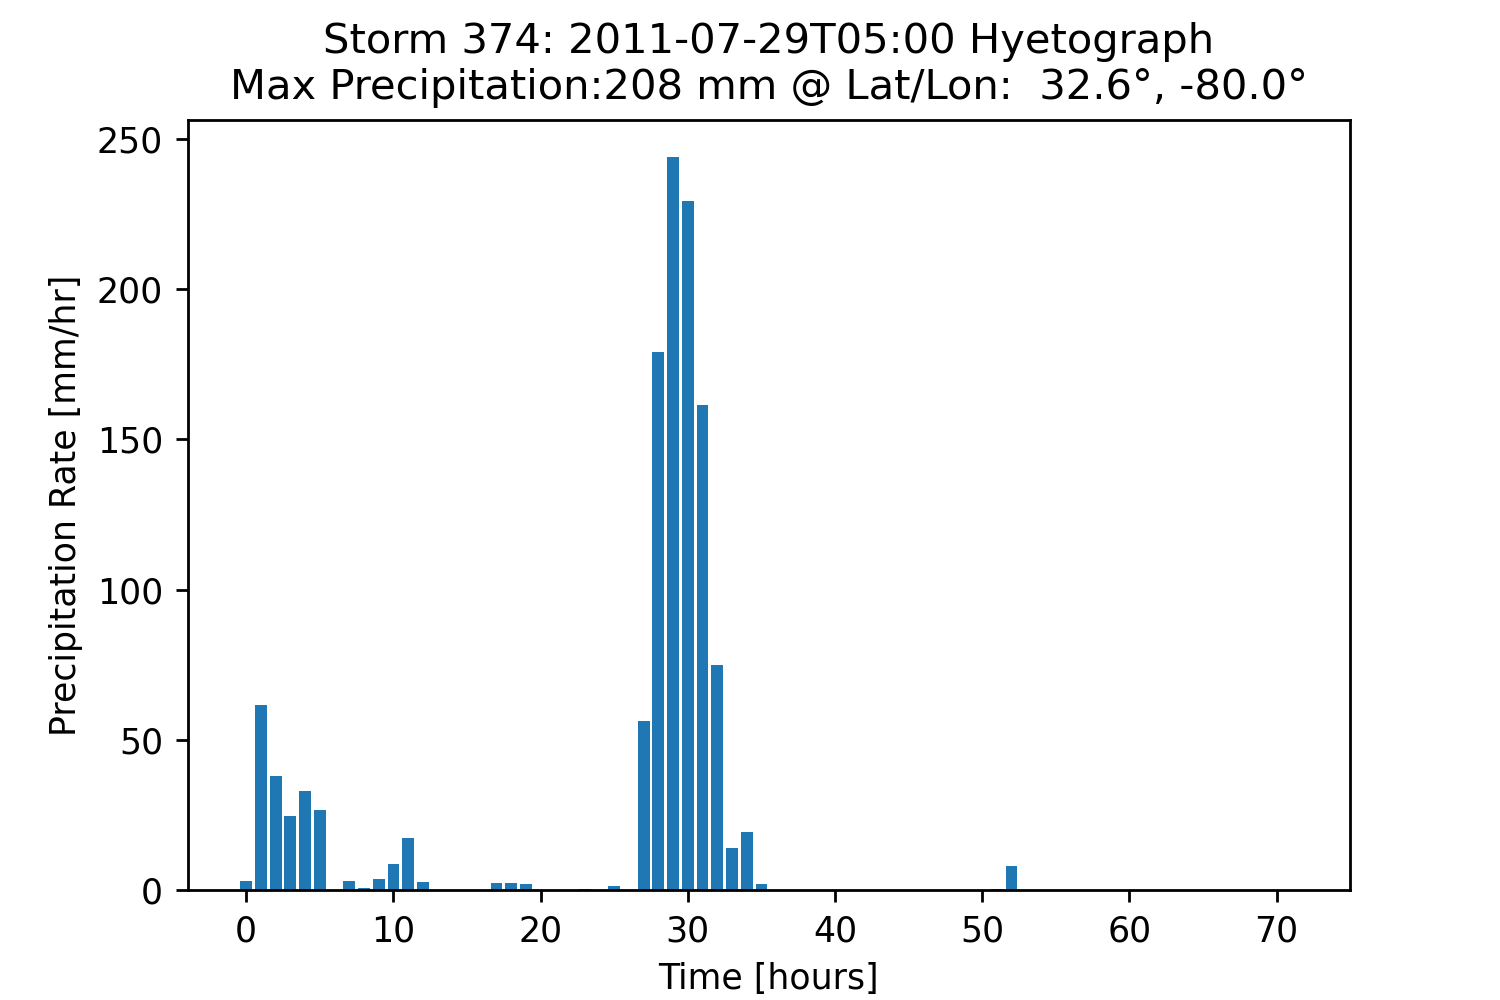 Storm 374: 2011-07-29T05:00 Hyetograph
Max Precipitation:208 mm @ Lat/Lon:  32.6°, -80.0°
250
200
150
100
50
0
Precipitation Rate [mm/hr]
0 10 20 30 40 50 60 70
Time [hours]